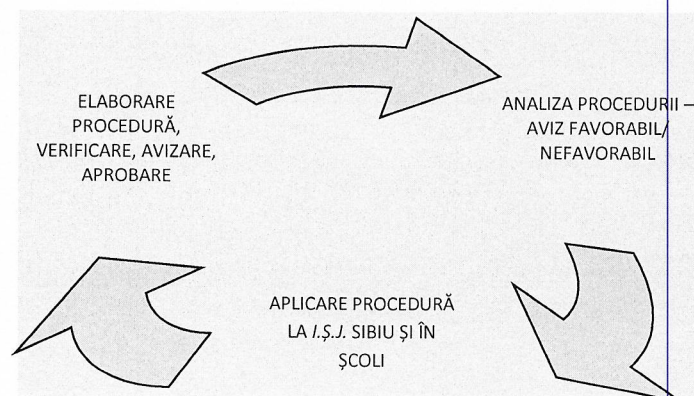 ELABORARE
PROCEDURĂ,
VERIFICARE, AVIZARE,
APROBARE
ANALIZA PROCEDURII –
AVIZ FAVORABIL/
NEFAVORABIL
APLICARE PROCEDURĂ
LA I.Ș.J. SIBIU ȘI ÎN
ȘCOLI